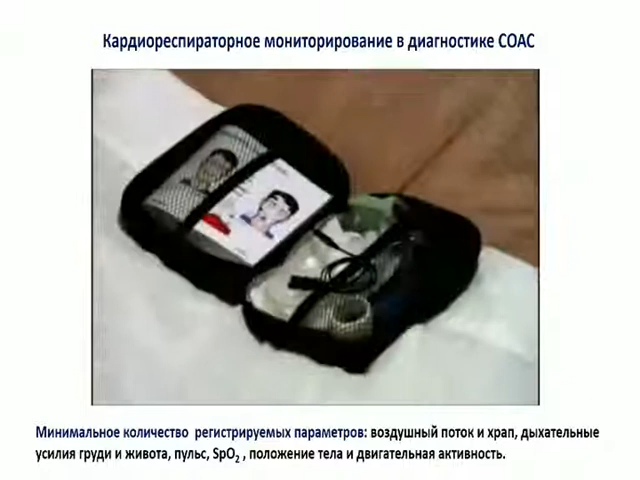 Кардиореспираторное мониторирование в диагностике СОАС
Минимальное количество регистрируемых параметров: воздушный поток и храп, дыхательные
усилия груди и живота, пульс, SpO₂ , положение тела и двигательная активность.